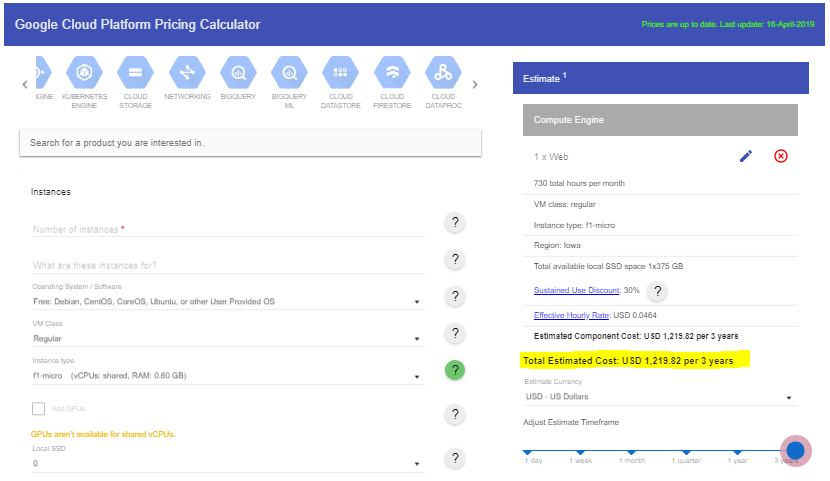 Google Cloud Platform Pricing Calculator
Prices are up to date. Last update: 16-April-2019
IGINE
KUBERNETES
ENGINE
CLOUD
STORAGE
NETWORKING
BIGQUERY
BIGQUERY
ML
CLOUD
DATASTORE
CLOUD
FIRESTORE
CLOUD
DATAPROC
Search for a product you are interested in.
Instances
Number of instances *
?
What are these instances for?
?
Operating System / Software
Free: Debian, CentOS, CoreOS, Ubuntu, or other User Provided OS
?
VM Class
Regular
?
Instance type
f1-micro (vCPUs: shared, RAM: 0.60 GB)
?
Add GPUs
?
GPUs aren't available for shared vCPUs.
Local SSD
0
?
Estimate 1
Compute Engine
1 x Web
730 total hours per month
VM class: regular
Instance type: f1-micro
Region: Iowa
Total available local SSD space 1x375 GB
Sustained Use Discount: 30% ?
Effective Hourly Rate: USD 0.0464
Estimated Component Cost: USD 1,219.82 per 3 years
Total Estimated Cost: USD 1,219.82 per 3 years
Estimate Currency
USD - US Dollars
Adjust Estimate Timeframe
1 day 1 week 1 month 1 quarter 1 year 3 years